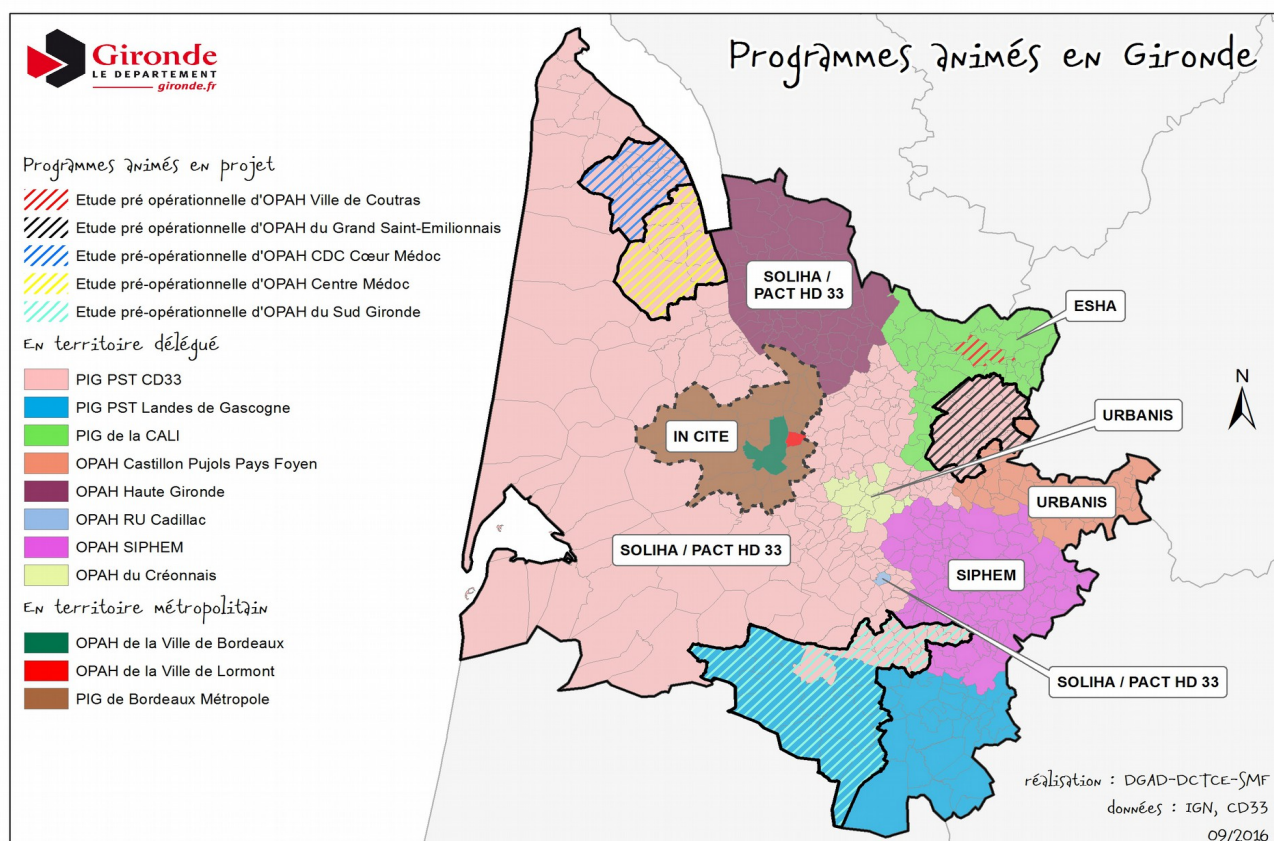 Gironde
LE DEPARTEMENT
gironde.fr
Programmes animés en Gironde
Programmes animés en projet
Etude pré opérationnelle d'OPAH Ville de Coutras
Etude pré opérationnelle d'OPAH du Grand Saint-Emilionnais
Etude pré-opérationnelle d'OPAH CDC Cœur Médoc
Etude pré-opérationnelle d'OPAH Centre Médoc
Etude pré-opérationnelle d'OPAH du Sud Gironde
En territoire délégué
PIG PST CD33
PIG PST Landes de Gascogne
PIG de la CALI
OPAH Castillon Pujols Pays Foyen
OPAH Haute Gironde
OPAH RU Cadillac
OPAH SIPHEM
OPAH du Créonnais
En territoire métropolitain
OPAH de la Ville de Bordeaux
OPAH de la Ville de Lormont
PIG de Bordeaux Métropole
SOLIHA /
PACT HD 33
ESHA
N
URBANIS
IN CITE
URBANIS
SOLIHA / PACT HD 33
SIPHEM
SOLIHA / PACT HD 33
réalisation : DGAD-DCTCE-SMF
données : IGN, CD33
09/2016